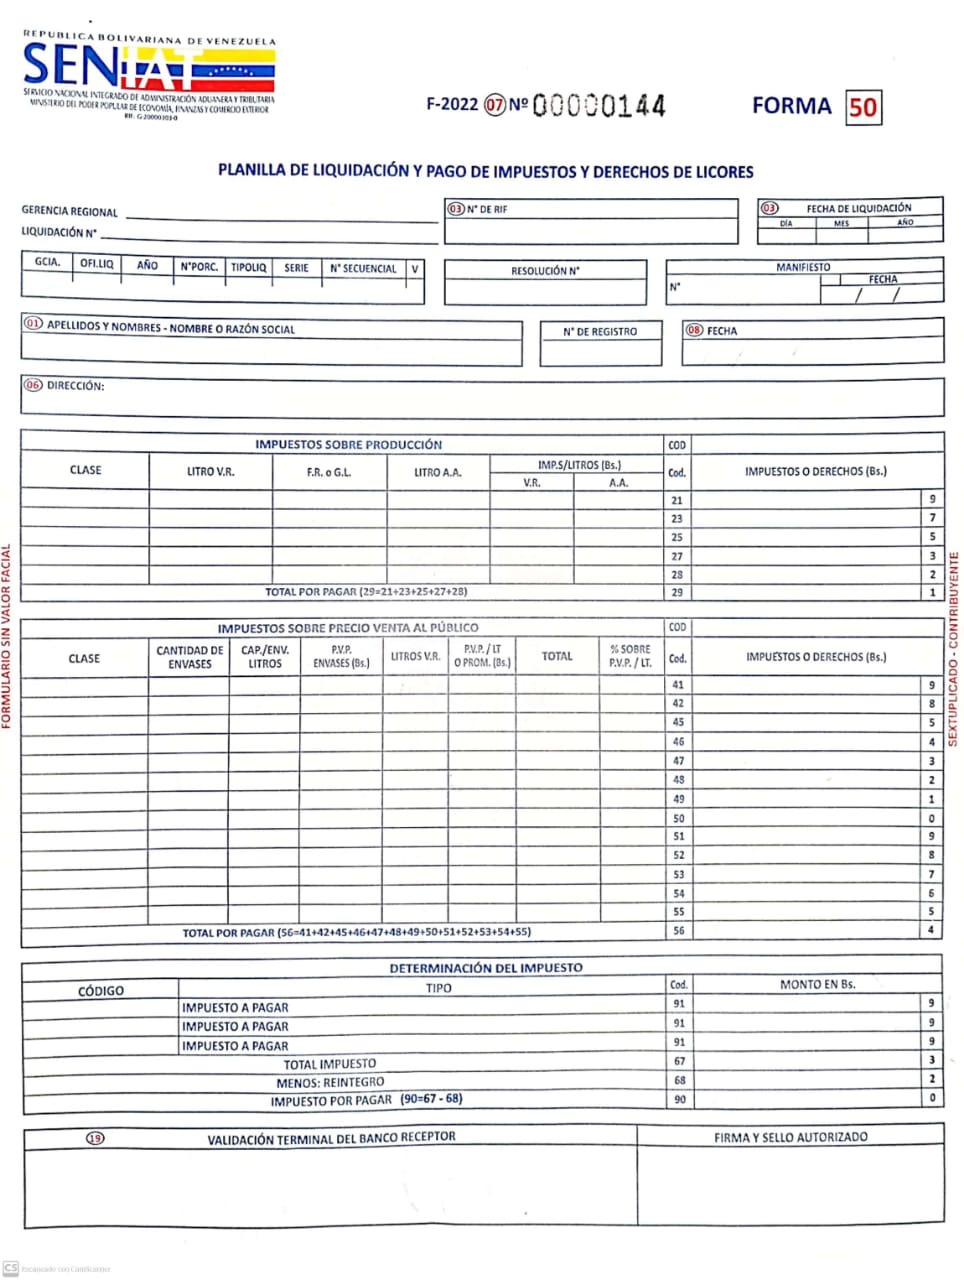 REPUBLICA BOLIVARIANA DE VENEZUELA
SENIAT
SERVICIO NACIONAL INTEGRADO DE ADMINISTRACIÓN ADUANERA Y TRIBUTARIA
MINISTERIO DEL PODER POPULAR DE ECONOMÍA, FINANZAS Y COMERCIO EXTERIOR
RIF: G-20000303-0
F-2022 07 Nº 00000144
FORMA 50
PLANILLA DE LIQUIDACIÓN Y PAGO DE IMPUESTOS Y DERECHOS DE LICORES
GERENCIA REGIONAL
LIQUIDACIÓN N°
03 N° DE RIF
03 FECHA DE LIQUIDACIÓN
DÍA MES AÑO
GCIA. OFI.LIQ AÑO N°PORC. TIPOLIQ SERIE N° SECUENCIAL V
RESOLUCIÓN N°
MANIFIESTO
N° FECHA
/ /
01 APELLIDOS Y NOMBRES - NOMBRE O RAZÓN SOCIAL
N° DE REGISTRO
08 FECHA
06 DIRECCIÓN:
IMPUESTOS SOBRE PRODUCCIÓN COD
CLASE LITRO V.R. F.R. o G.L. LITRO A.A. IMP.S/LITROS (Bs.) Cod. IMPUESTOS O DERECHOS (Bs.)
V.R. A.A.
21 9
23 7
25 5
27 3
28 2
TOTAL POR PAGAR (29=21+23+25+27+28) 29 1
IMPUESTOS SOBRE PRECIO VENTA AL PÚBLICO COD
CLASE CANTIDAD DE ENVASES CAP./ENV. LITROS P.V.P. ENVASES (Bs.) LITROS V.R. P.V.P. / LT O PROM. (Bs.) TOTAL % SOBRE P.V.P. / LT. Cod. IMPUESTOS O DERECHOS (Bs.)
41 9
42 8
45 5
46 4
47 3
48 2
49 1
50 0
51 9
52 8
53 7
54 6
55 5
TOTAL POR PAGAR (56=41+42+45+46+47+48+49+50+51+52+53+54+55) 56 4
DETERMINACIÓN DEL IMPUESTO
CÓDIGO TIPO Cod. MONTO EN Bs.
IMPUESTO A PAGAR 91 9
IMPUESTO A PAGAR 91 9
IMPUESTO A PAGAR 91 9
TOTAL IMPUESTO 67 3
MENOS: REINTEGRO 68 2
IMPUESTO POR PAGAR (90=67 - 68) 90 0
19 VALIDACIÓN TERMINAL DEL BANCO RECEPTOR
FIRMA Y SELLO AUTORIZADO
FORMULARIO SIN VALOR FACIAL
SEXTUPLICADO - CONTRIBUYENTE
CS Escaneado con CamScanner